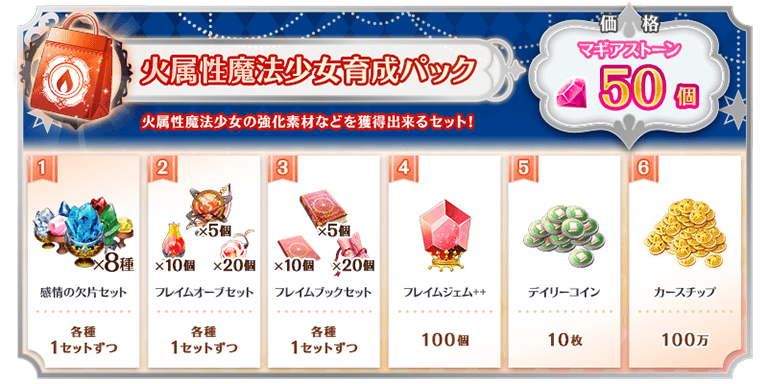 価格
火属性魔法少女育成パック
マギアストーン
50個
火属性魔法少女の強化素材などを獲得出来るセット!
1
×8種
感情の欠片セット
各種
1セットずつ
2
×5個
×10個 ×20個
フレイムオーブセット
各種
1セットずつ
3
×5個
×10個 ×20個
フレイムブックセット
各種
1セットずつ
4
フレイムジェム++
100個
5
デイリーコイン
10枚
6
カースチップ
100万